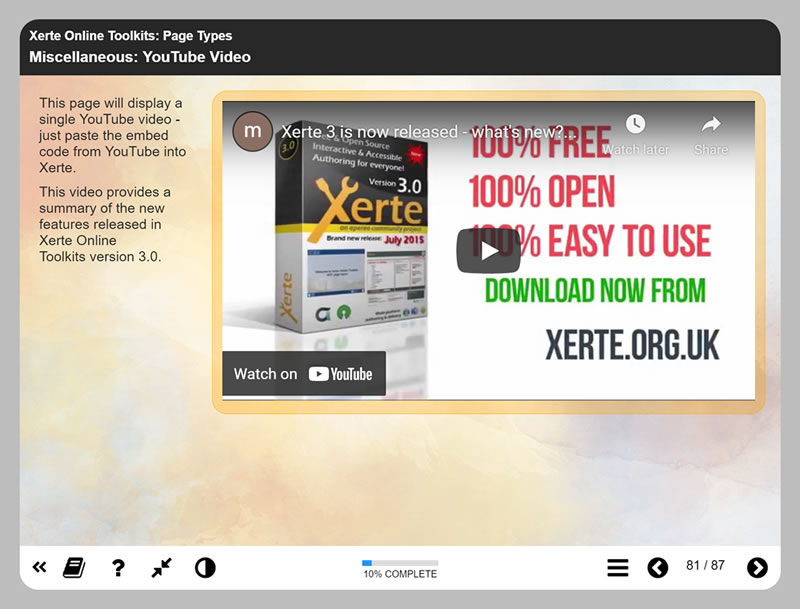 Xerte Online Toolkits: Page Types
Miscellaneous: YouTube Video
This page will display a
single YouTube video -
just paste the embed
code from YouTube into
Xerte.
This video provides a
summary of the new
features released in
Xerte Online
Toolkits version 3.0.
m
Xerte 3 is now released - what's new?...
Watch later
Share
3.0
& Open Source
Interactive & Accessible
Authoring for everyone!
Version 3.0
Xerte
an apereo community project
Brand new release: July 2015
Xerte
100% FREE
100% OPEN
100% EASY TO USE
DOWNLOAD NOW FROM
XERTE.ORG.UK
Watch on YouTube
?
10% COMPLETE
81 / 87